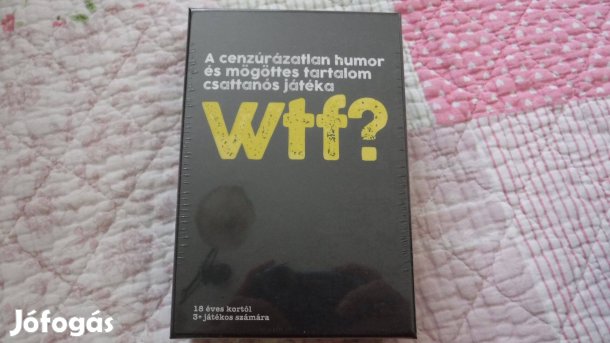 A cenzúrázatlan humor
és mögöttes tartalom
csattanós játéka
wtf?
18 éves kortól
3+ játékos számára
Jófogás